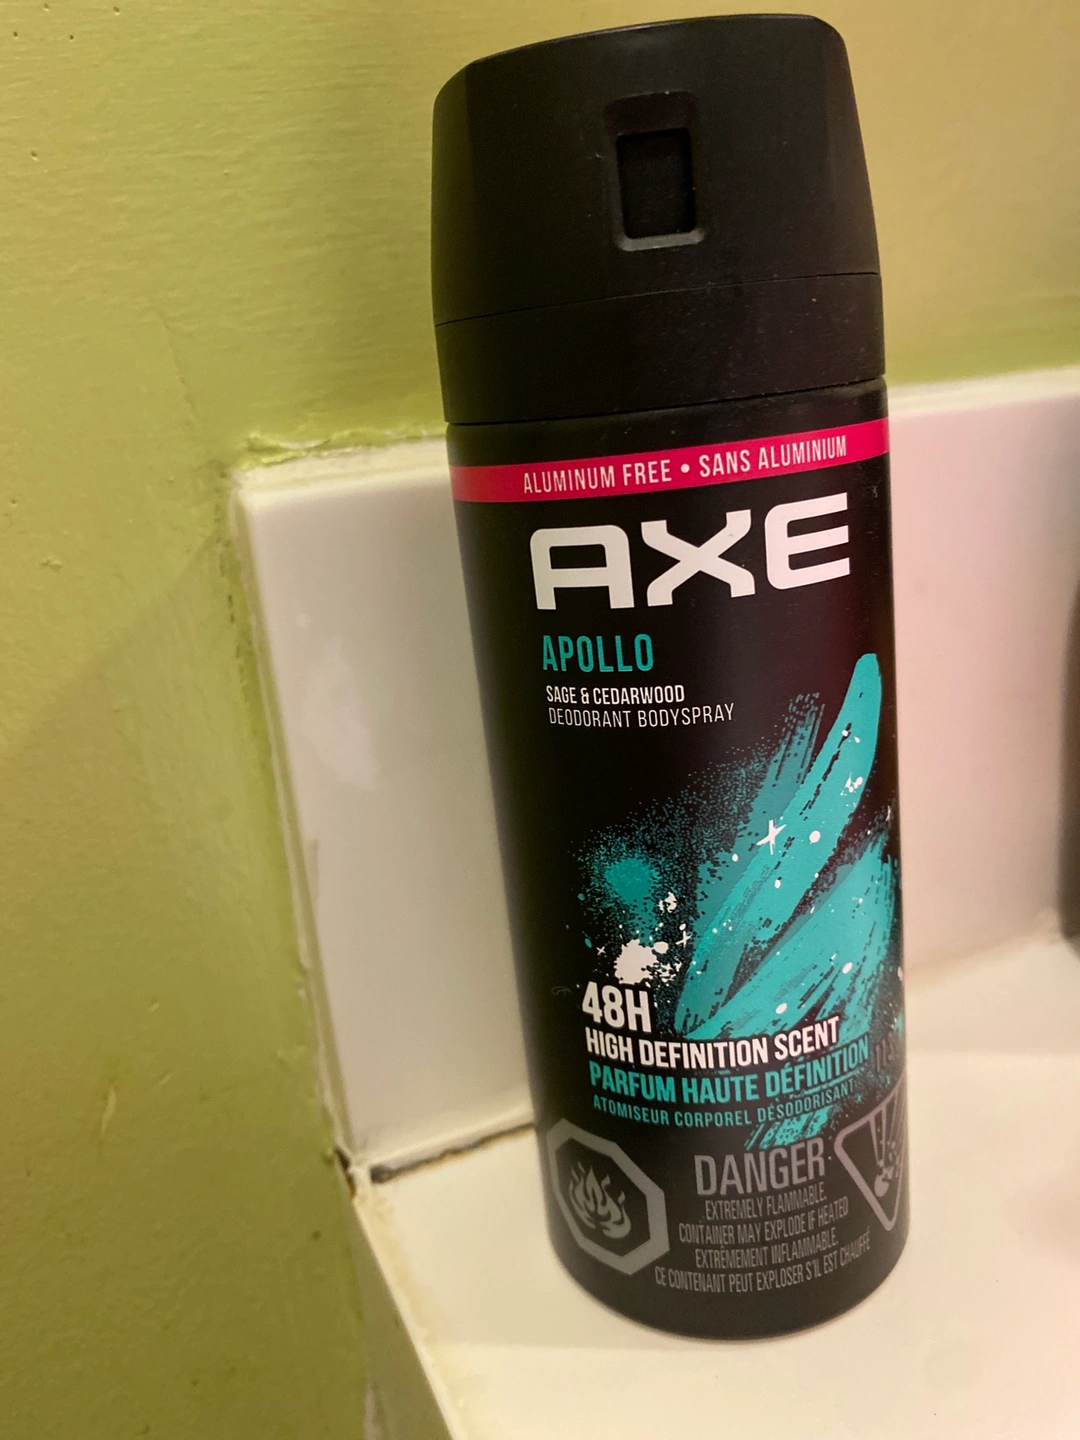 ALUMINUM FREE • SANS ALUMINIUM
AXE
APOLLO
SAGE & CEDARWOOD
DEODORANT BODYSPRAY
48H
HIGH DEFINITION SCENT
PARFUM HAUTE DÉFINITION
ATOMISEUR CORPOREL DÉSODORISANT
DANGER
EXTREMELY FLAMMABLE.
CONTAINER MAY EXPLODE IF HEATED
EXTRÊMEMENT INFLAMMABLE.
CE CONTENANT PEUT EXPLOSER S'IL EST CHAUFFÉ